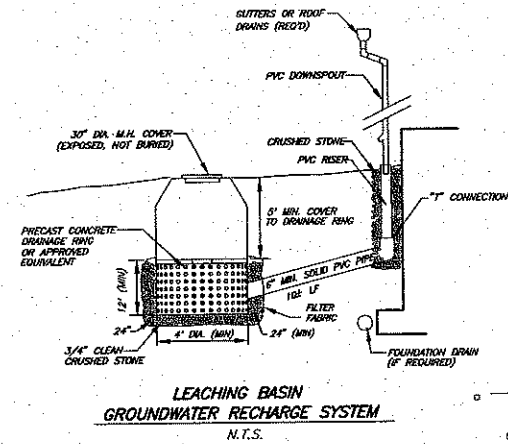 GUTTERS OR ROOF
DRAINS (REQ'D)
PVC DOWNSPOUT
30" DIA. M.H. COVER
(EXPOSED, NOT BURIED)
CRUSHED STONE
PVC RISER
"T" CONNECTION
5' MIN. COVER
TO DRAINAGE RING
PRECAST CONCRETE
DRAINAGE RING
OR APPROVED
EQUIVALENT
6" MIN. SOLID PVC PIPE
10± LF
12' (MIN)
FILTER
FABRIC
24"
4' DIA. (MIN)
24" (MIN)
3/4" CLEAN
CRUSHED STONE
FOUNDATION DRAIN
(IF REQUIRED)
LEACHING BASIN
GROUNDWATER RECHARGE SYSTEM
N.T.S.